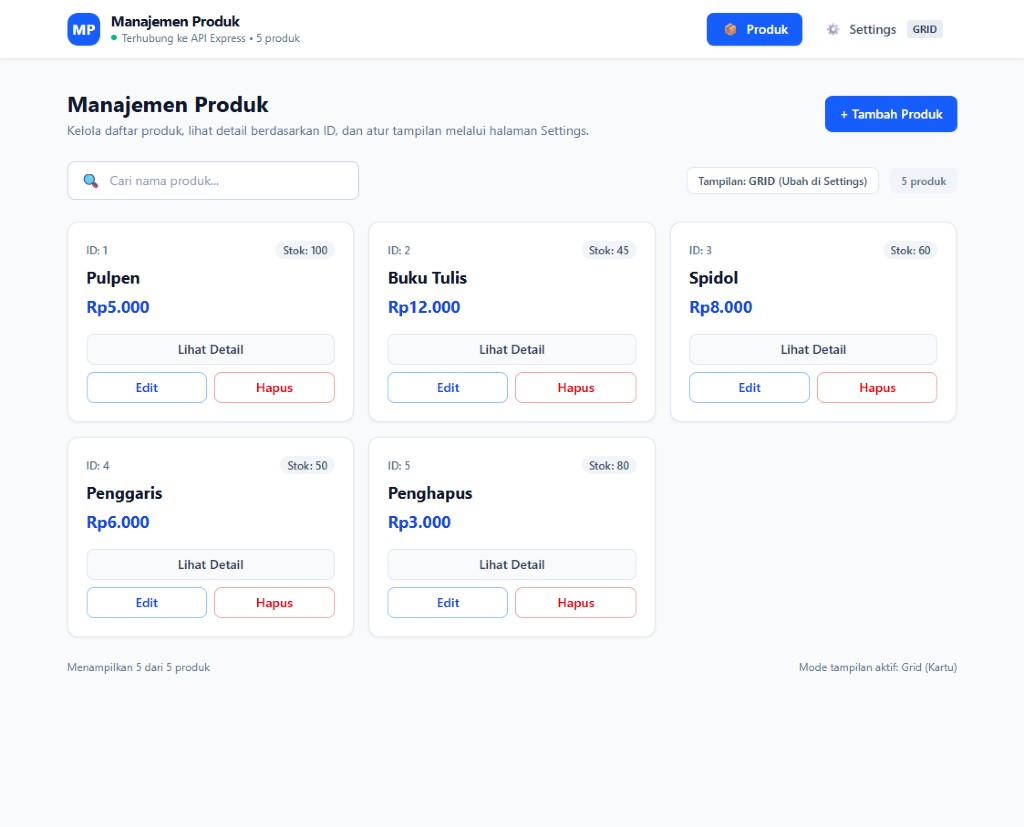 MP
Manajemen Produk
Terhubung ke API Express • 5 produk
Produk
Settings
GRID
Manajemen Produk
Kelola daftar produk, lihat detail berdasarkan ID, dan atur tampilan melalui halaman Settings.
+ Tambah Produk
Cari nama produk...
Tampilan: GRID (Ubah di Settings)
5 produk
ID: 1
Stok: 100
Pulpen
Rp5.000
Lihat Detail
Edit
Hapus
ID: 2
Stok: 45
Buku Tulis
Rp12.000
Lihat Detail
Edit
Hapus
ID: 3
Stok: 60
Spidol
Rp8.000
Lihat Detail
Edit
Hapus
ID: 4
Stok: 50
Penggaris
Rp6.000
Lihat Detail
Edit
Hapus
ID: 5
Stok: 80
Penghapus
Rp3.000
Lihat Detail
Edit
Hapus
Menampilkan 5 dari 5 produk
Mode tampilan aktif: Grid (Kartu)